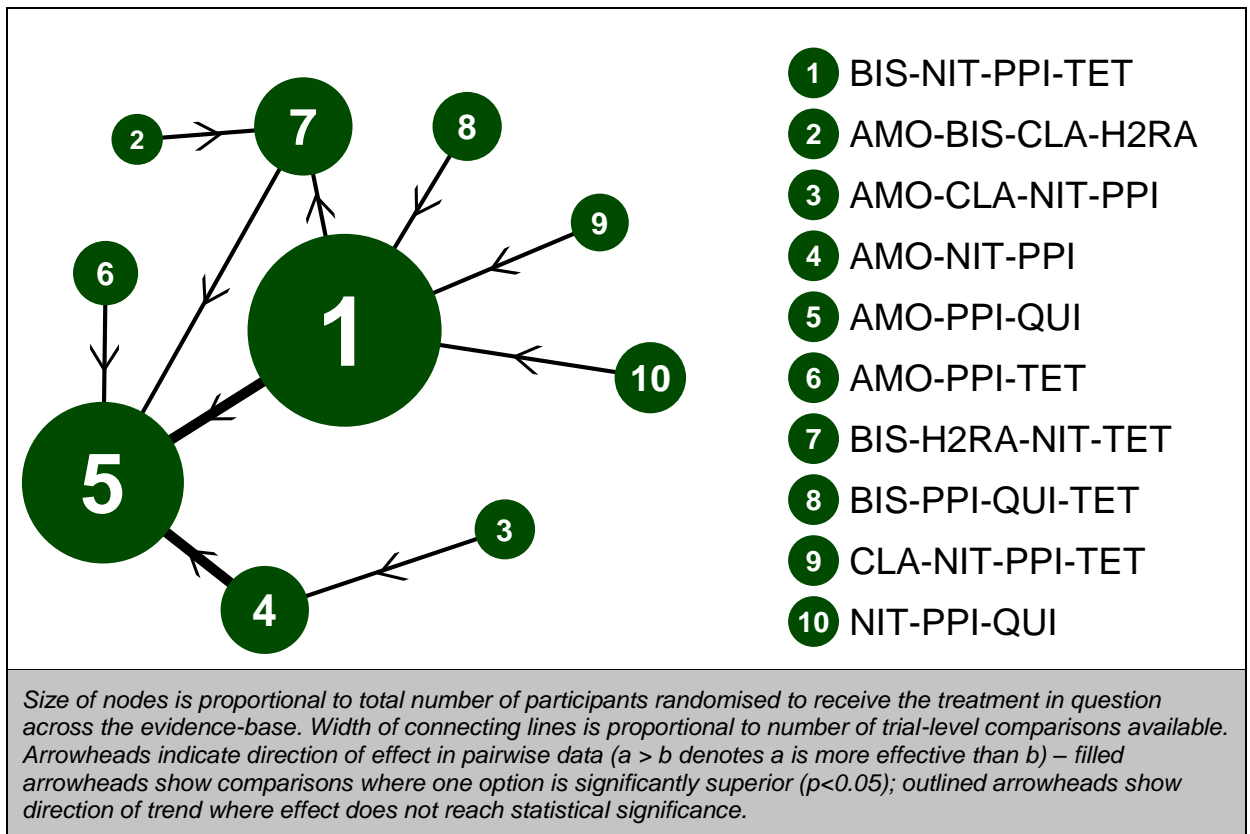 2
7
8
9
6
1
10
5
3
4
1 BIS-NIT-PPI-TET
2 AMO-BIS-CLA-H2RA
3 AMO-CLA-NIT-PPI
4 AMO-NIT-PPI
5 AMO-PPI-QUI
6 AMO-PPI-TET
7 BIS-H2RA-NIT-TET
8 BIS-PPI-QUI-TET
9 CLA-NIT-PPI-TET
10 NIT-PPI-QUI
Size of nodes is proportional to total number of participants randomised to receive the treatment in question
across the evidence-base. Width of connecting lines is proportional to number of trial-level comparisons available.
Arrowheads indicate direction of effect in pairwise data (a > b denotes a is more effective than b) – filled
arrowheads show comparisons where one option is significantly superior (p<0.05); outlined arrowheads show
direction of trend where effect does not reach statistical significance.